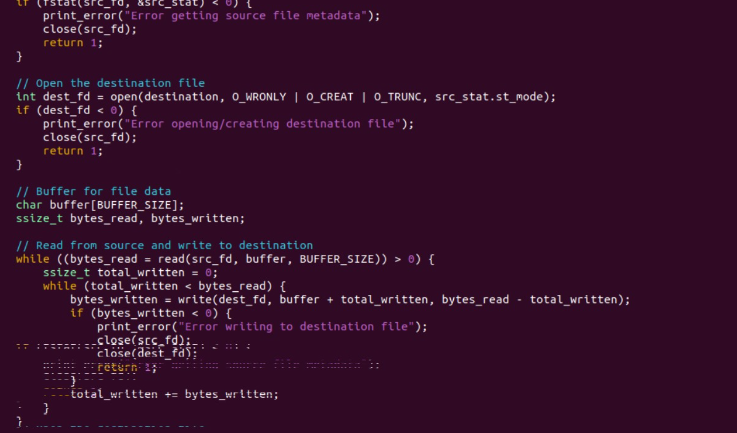 if (fstat(src_fd, &src_stat) < 0) {
print_error("Error getting source file metadata");
close(src_fd);
return 1;
}
// Open the destination file
int dest_fd = open(destination, O_WRONLY | O_CREAT | O_TRUNC, src_stat.st_mode);
if (dest_fd < 0) {
print_error("Error opening/creating destination file");
close(src_fd);
return 1;
}
// Buffer for file data
char buffer[BUFFER_SIZE];
ssize_t bytes_read, bytes_written;
// Read from source and write to destination
while ((bytes_read = read(src_fd, buffer, BUFFER_SIZE)) > 0) {
ssize_t total_written = 0;
while (total_written < bytes_read) {
bytes_written = write(dest_fd, buffer + total_written, bytes_read - total_written);
if (bytes_written < 0) {
print_error("Error writing to destination file");
close(src_fd);
close(dest_fd);
return 1;
}
total_written += bytes_written;
}
}